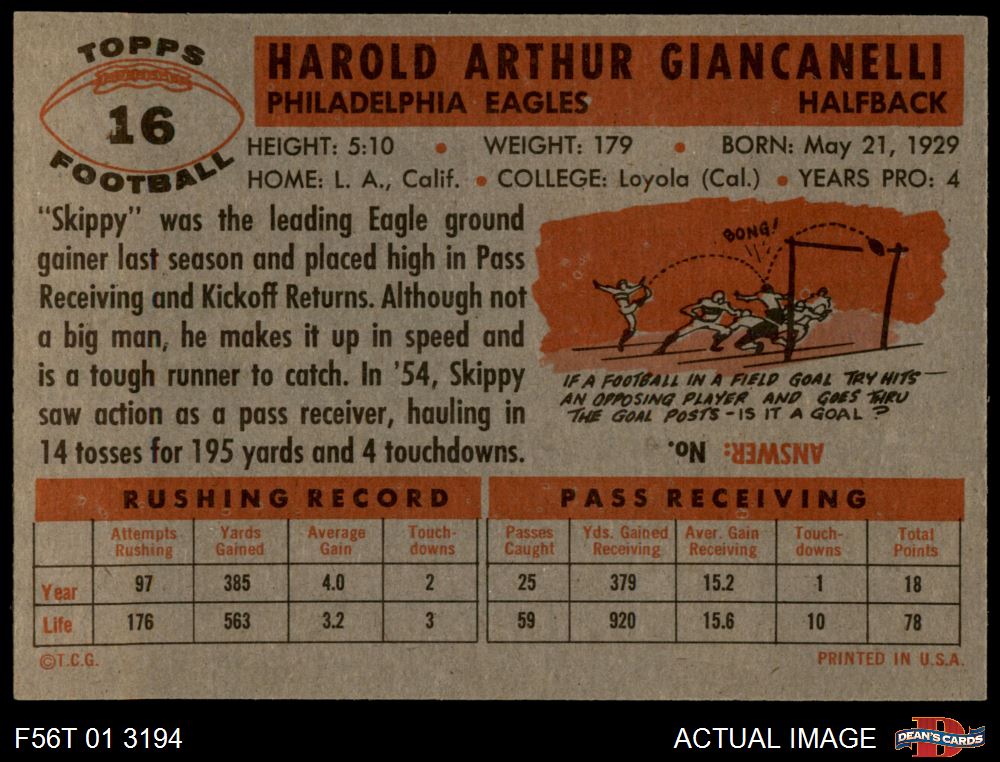 TOPPS
16
FOOTBALL
HAROLD ARTHUR GIANCANELLI
PHILADELPHIA EAGLES HALFBACK
HEIGHT: 5:10 • WEIGHT: 179 • BORN: May 21, 1929
HOME: L. A., Calif. • COLLEGE: Loyola (Cal.) • YEARS PRO: 4
"Skippy" was the leading Eagle ground
gainer last season and placed high in Pass
Receiving and Kickoff Returns. Although not
a big man, he makes it up in speed and
is a tough runner to catch. In '54, Skippy
saw action as a pass receiver, hauling in
14 tosses for 195 yards and 4 touchdowns.
BONG!
IF A FOOTBALL IN A FIELD GOAL TRY HITS
AN OPPOSING PLAYER AND GOES THRU
THE GOAL POSTS - IS IT A GOAL?
ANSWER: No.
RUSHING RECORD PASS RECEIVING
Attempts Yards Average Touch- Passes Yds. Gained Aver. Gain Touch- Total
Rushing Gained Gain downs Caught Receiving Receiving downs Points
Year 97 385 4.0 2 25 379 15.2 1 18
Life 176 563 3.2 3 59 920 15.6 10 78
©T.C.G. PRINTED IN U.S.A.
F56T 01 3194 ACTUAL IMAGE DEAN'S CARDS